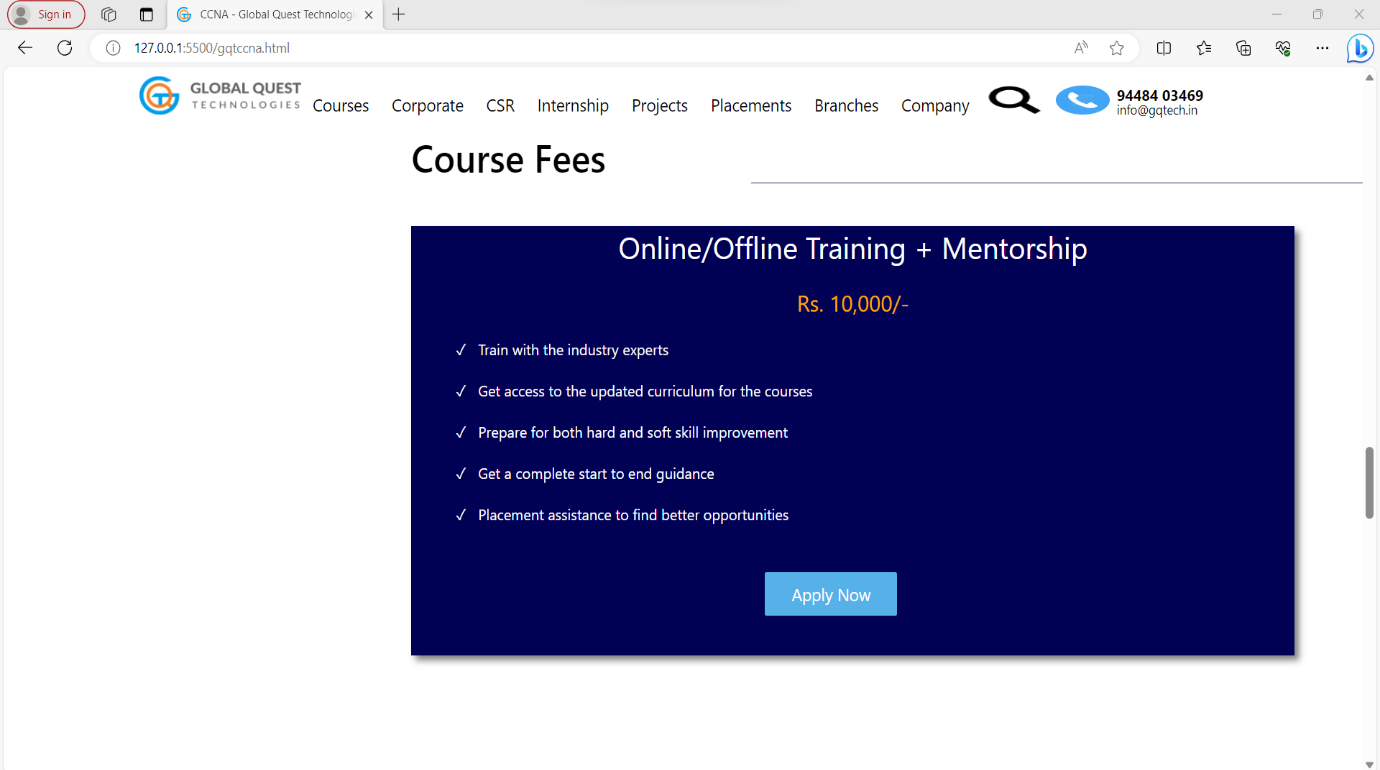 Sign in
CCNA - Global Quest Technologi
127.0.0.1:5500/gqtccna.html
GLOBAL QUEST
TECHNOLOGIES
Courses Corporate CSR Internship Projects Placements Branches Company
94484 03469
info@gqtech.in
Course Fees
Online/Offline Training + Mentorship
Rs. 10,000/-
✓ Train with the industry experts
✓ Get access to the updated curriculum for the courses
✓ Prepare for both hard and soft skill improvement
✓ Get a complete start to end guidance
✓ Placement assistance to find better opportunities
Apply Now